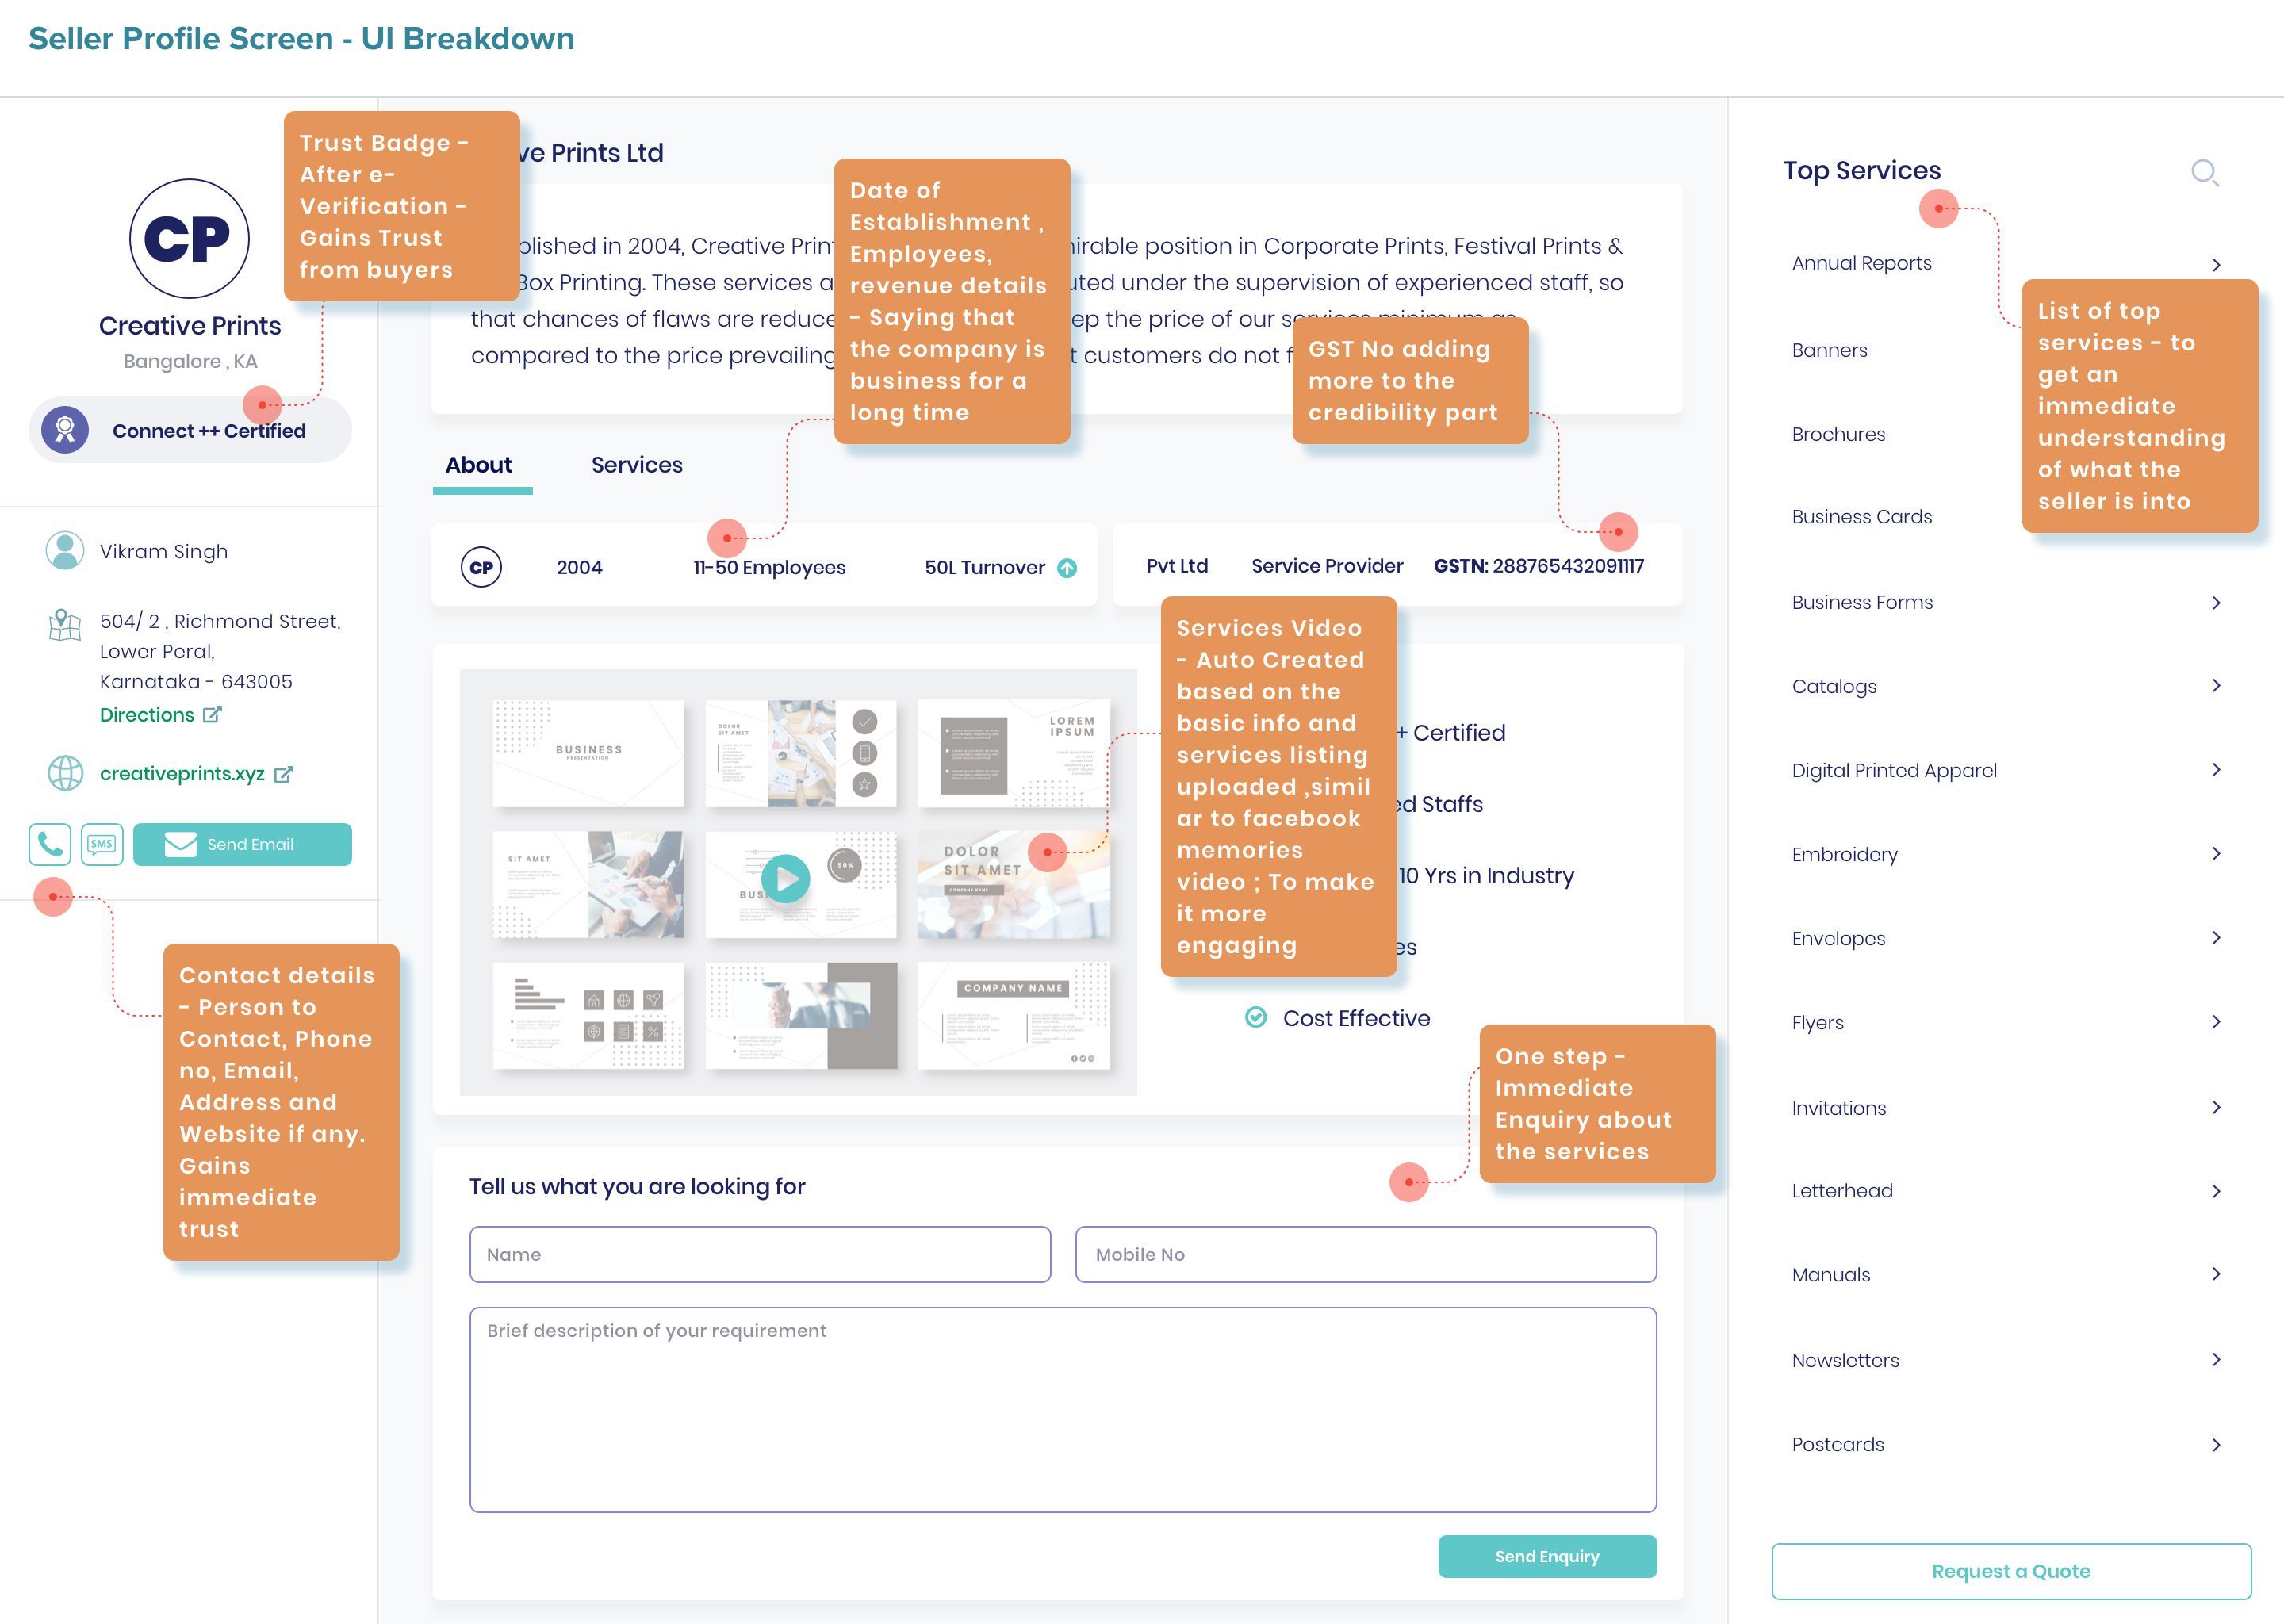 Seller Profile Screen - UI Breakdown
CP
Creative Prints
Bangalore , KA
Connect ++ Certified
Trust Badge -
After e-
Verification -
Gains Trust
from buyers
Vikram Singh
504/ 2 , Richmond Street,
Lower Peral,
Karnataka - 643005
Directions
creativeprints.xyz
SMS
Send Email
Contact details
- Person to
Contact, Phone
no, Email,
Address and
Website if any.
Gains
immediate
trust
ve Prints Ltd
blished in 2004, Creative Print
irable position in Corporate Prints, Festival Prints &
Box Printing. These services a
uted under the supervision of experienced staff, so
that chances of flaws are reduce
ep the price of our services minimum as
compared to the price prevailing
t customers do not f
Date of
Establishment ,
Employees,
revenue details
- Saying that
the company is
business for a
long time
GST No adding
more to the
credibility part
About
Services
CP
2004
11-50 Employees
50L Turnover
Pvt Ltd
Service Provider
GSTN: 288765432091117
BUSINESS
PRESENTATION
DOLOR
SIT AMET
LOREM
IPSUM
SIT AMET
50%
BUSI
DOLOR
SIT AMET
COMPANY NAME
COMPANY NAME
Services Video
- Auto Created
based on the
basic info and
services listing
uploaded ,simil
ar to facebook
memories
video ; To make
it more
engaging
+ Certified
ed Staffs
10 Yrs in Industry
es
Cost Effective
One step -
Immediate
Enquiry about
the services
Tell us what you are looking for
Name
Mobile No
Brief description of your requirement
Send Enquiry
Top Services
Annual Reports
Banners
Brochures
Business Cards
Business Forms
Catalogs
Digital Printed Apparel
Embroidery
Envelopes
Flyers
Invitations
Letterhead
Manuals
Newsletters
Postcards
List of top
services - to
get an
immediate
understanding
of what the
seller is into
Request a Quote